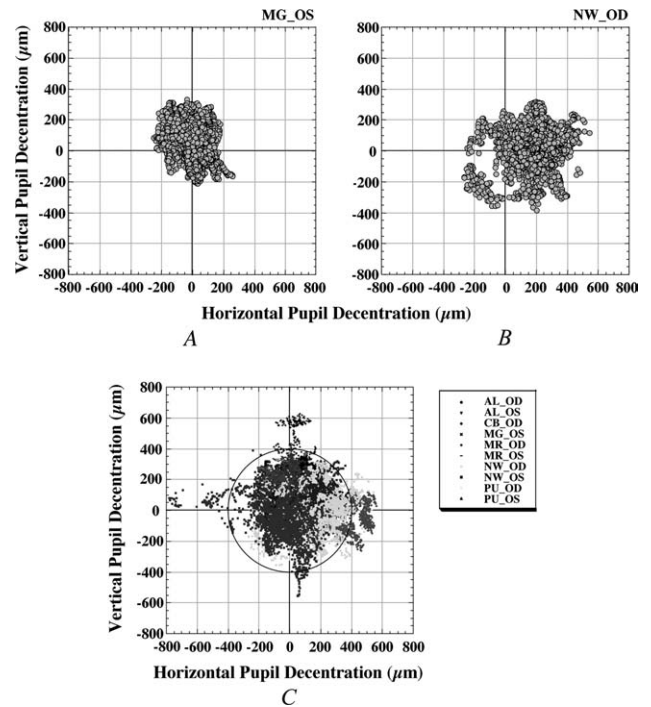 MG_OS
NW_OD
Vertical Pupil Decentration (µm)
800
600
400
200
0
-200
-400
-600
-800
-800 -600 -400 -200 0 200 400 600 800
800
600
400
200
0
-200
-400
-600
-800
-800 -600 -400 -200 0 200 400 600 800
Horizontal Pupil Decentration (µm)
A
B
Vertical Pupil Decentration (µm)
800
600
400
200
0
-200
-400
-600
-800
-800 -600 -400 -200 0 200 400 600 800
Horizontal Pupil Decentration (µm)
C
AL_OD
AL_OS
CB_OD
MG_OS
MR_OD
MR_OS
NW_OD
NW_OS
PU_OD
PU_OS